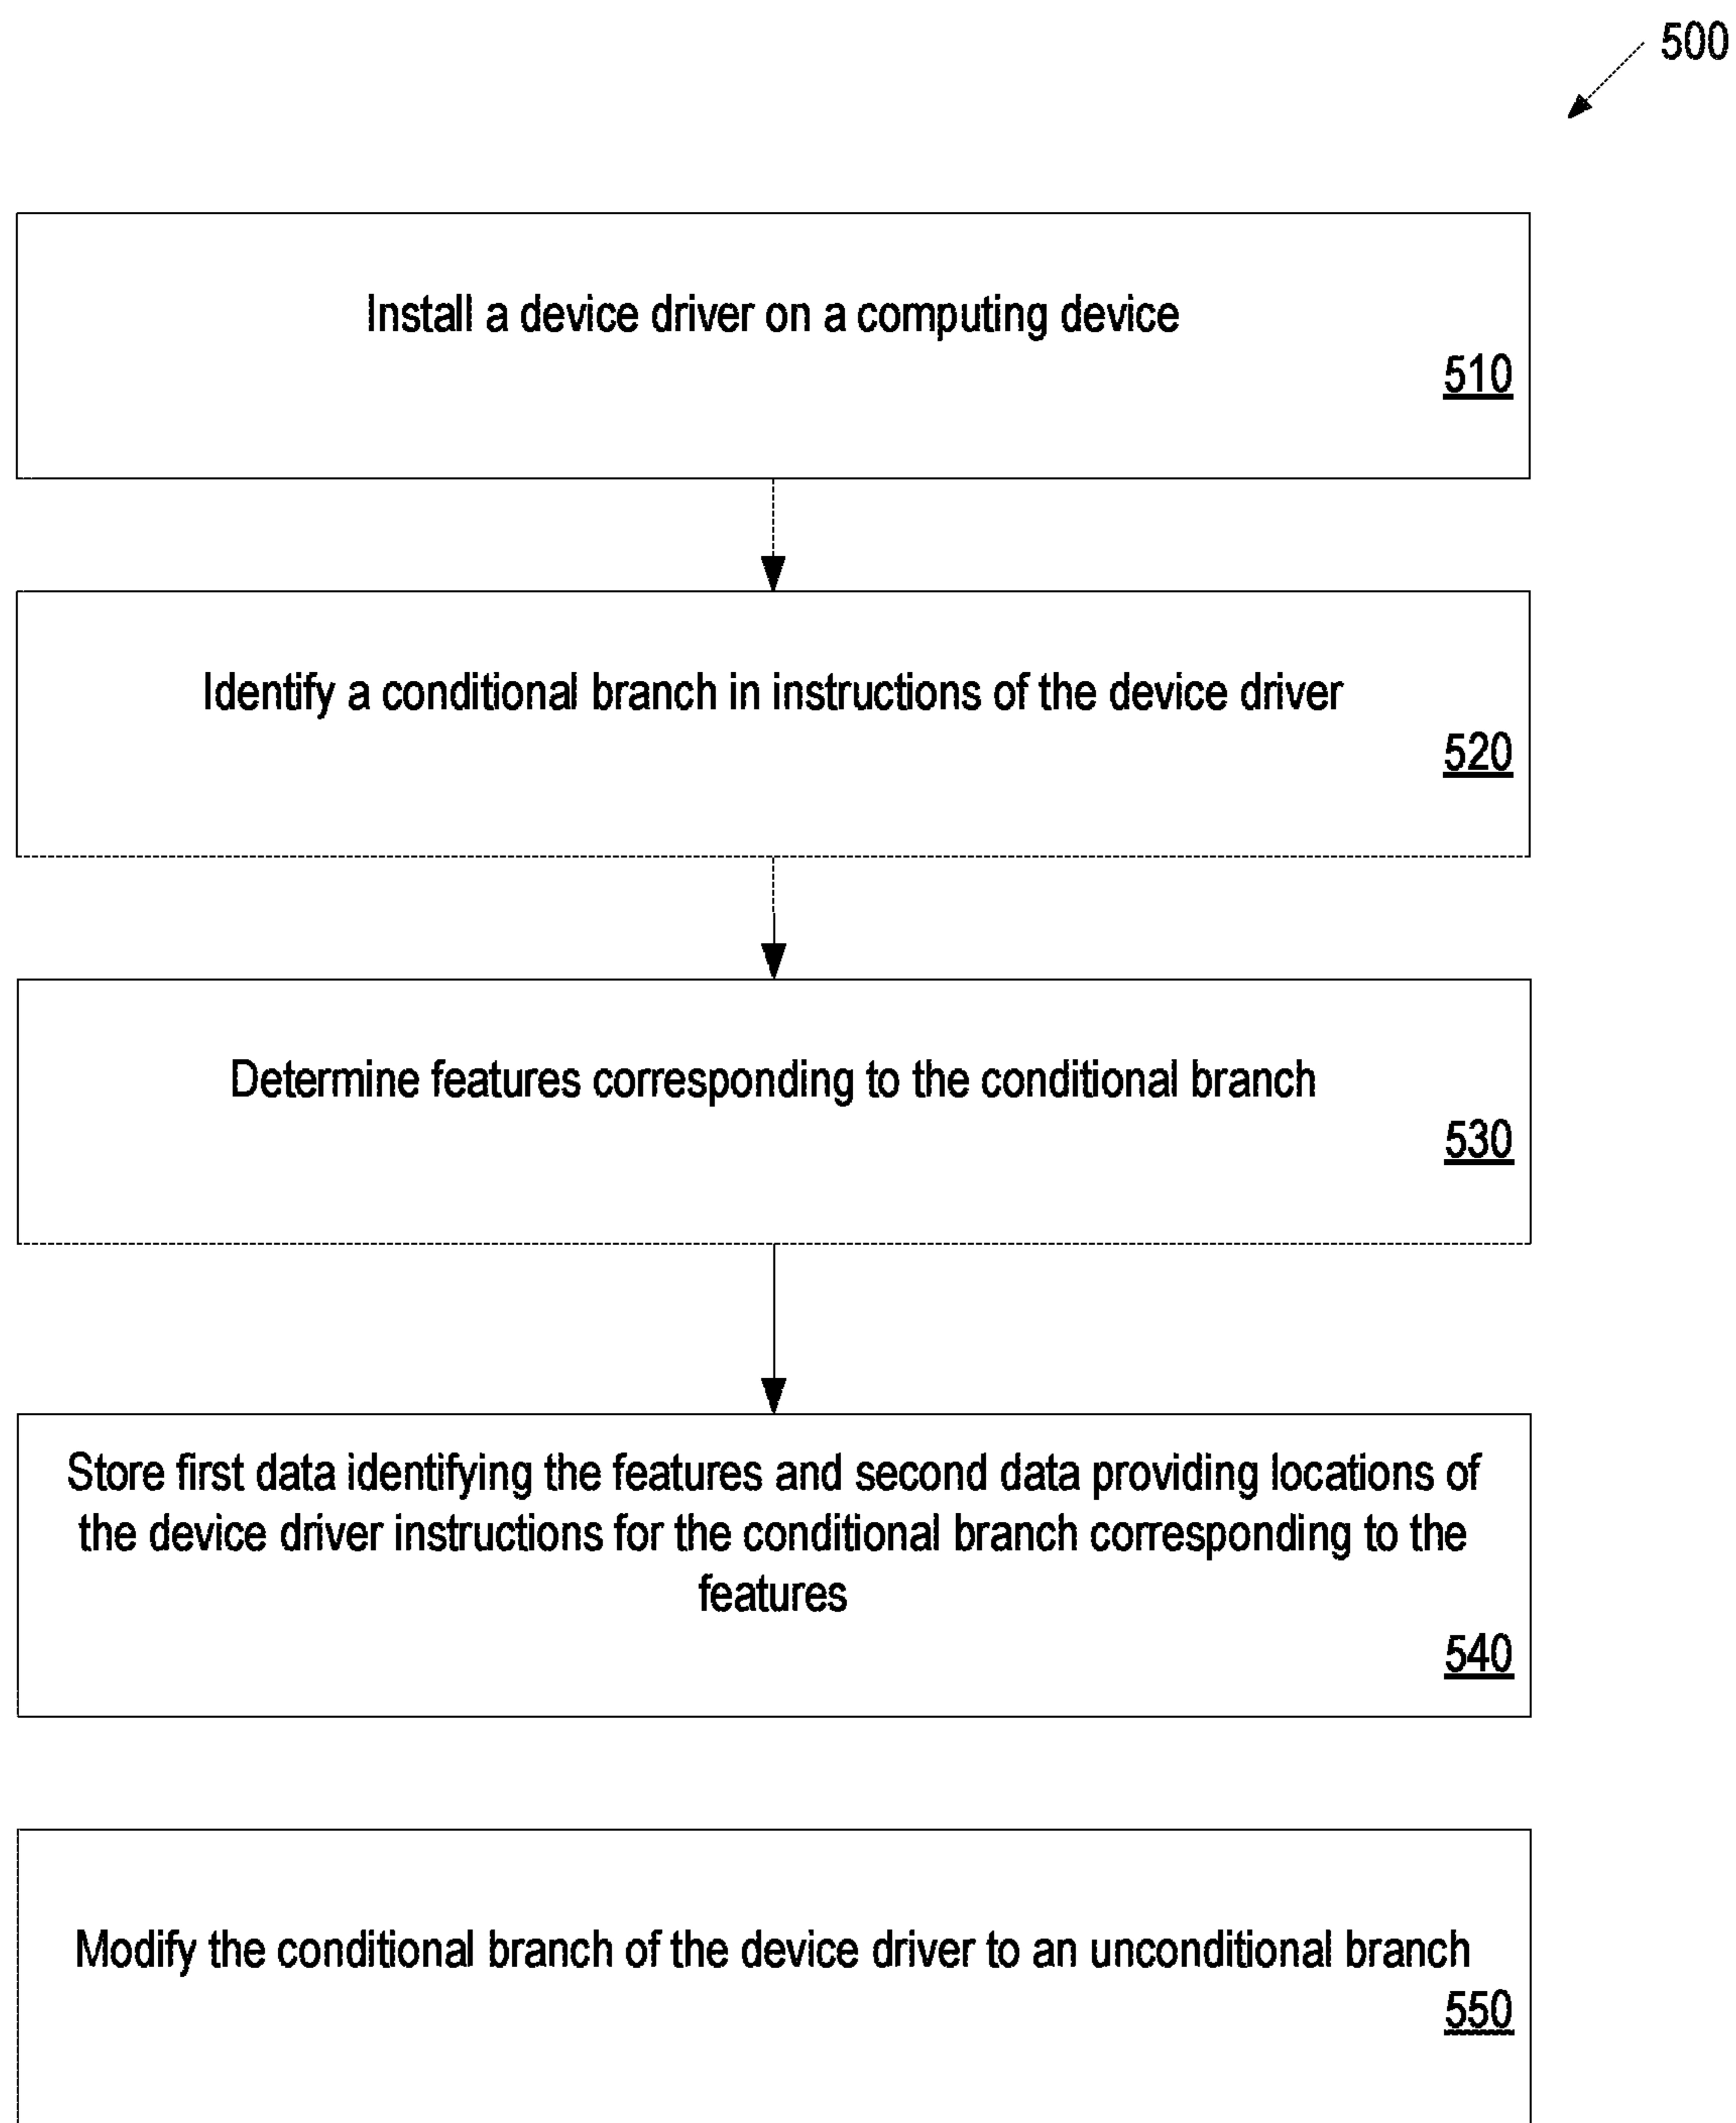 500
Install a device driver on a computing device
510
Identify a conditional branch in instructions of the device driver
520
Determine features corresponding to the conditional branch
530
Store first data identifying the features and second data providing locations of
the device driver instructions for the conditional branch corresponding to the
features
540
Modify the conditional branch of the device driver to an unconditional branch
550